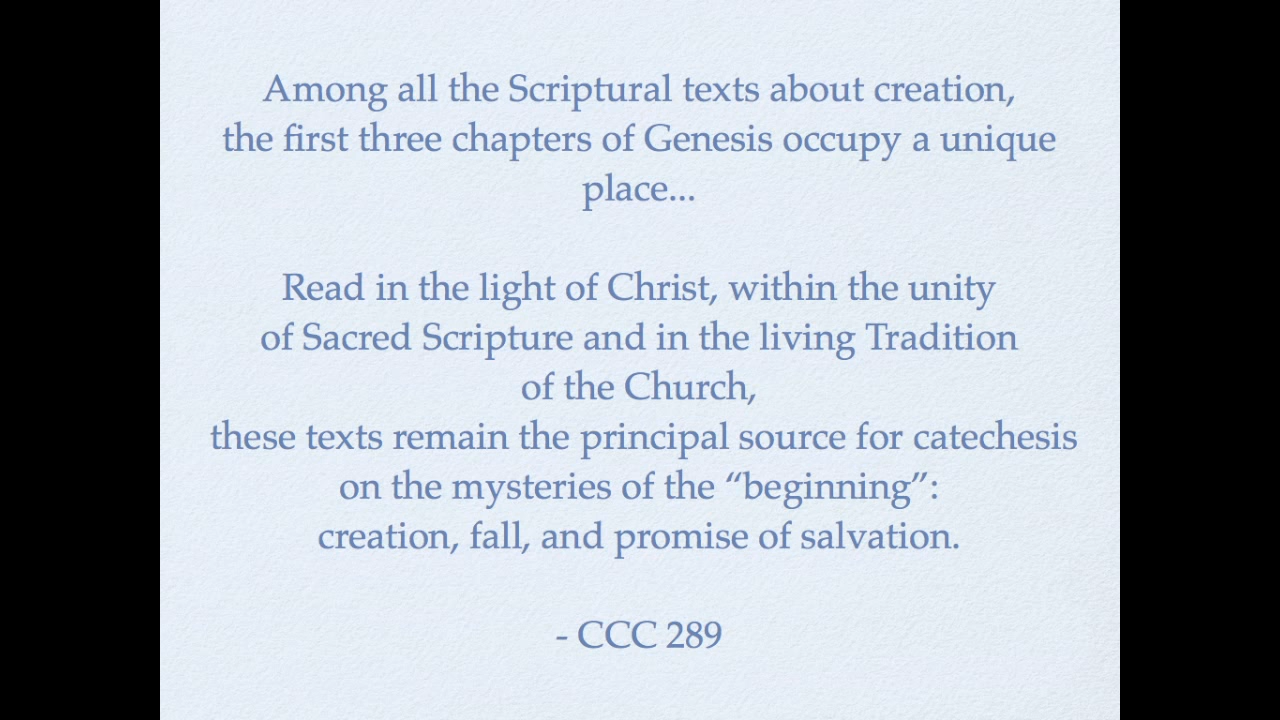 Among all the Scriptural texts about creation,
the first three chapters of Genesis occupy a unique
place...
Read in the light of Christ, within the unity
of Sacred Scripture and in the living Tradition
of the Church,
these texts remain the principal source for catechesis
on the mysteries of the “beginning”:
creation, fall, and promise of salvation.
- CCC 289